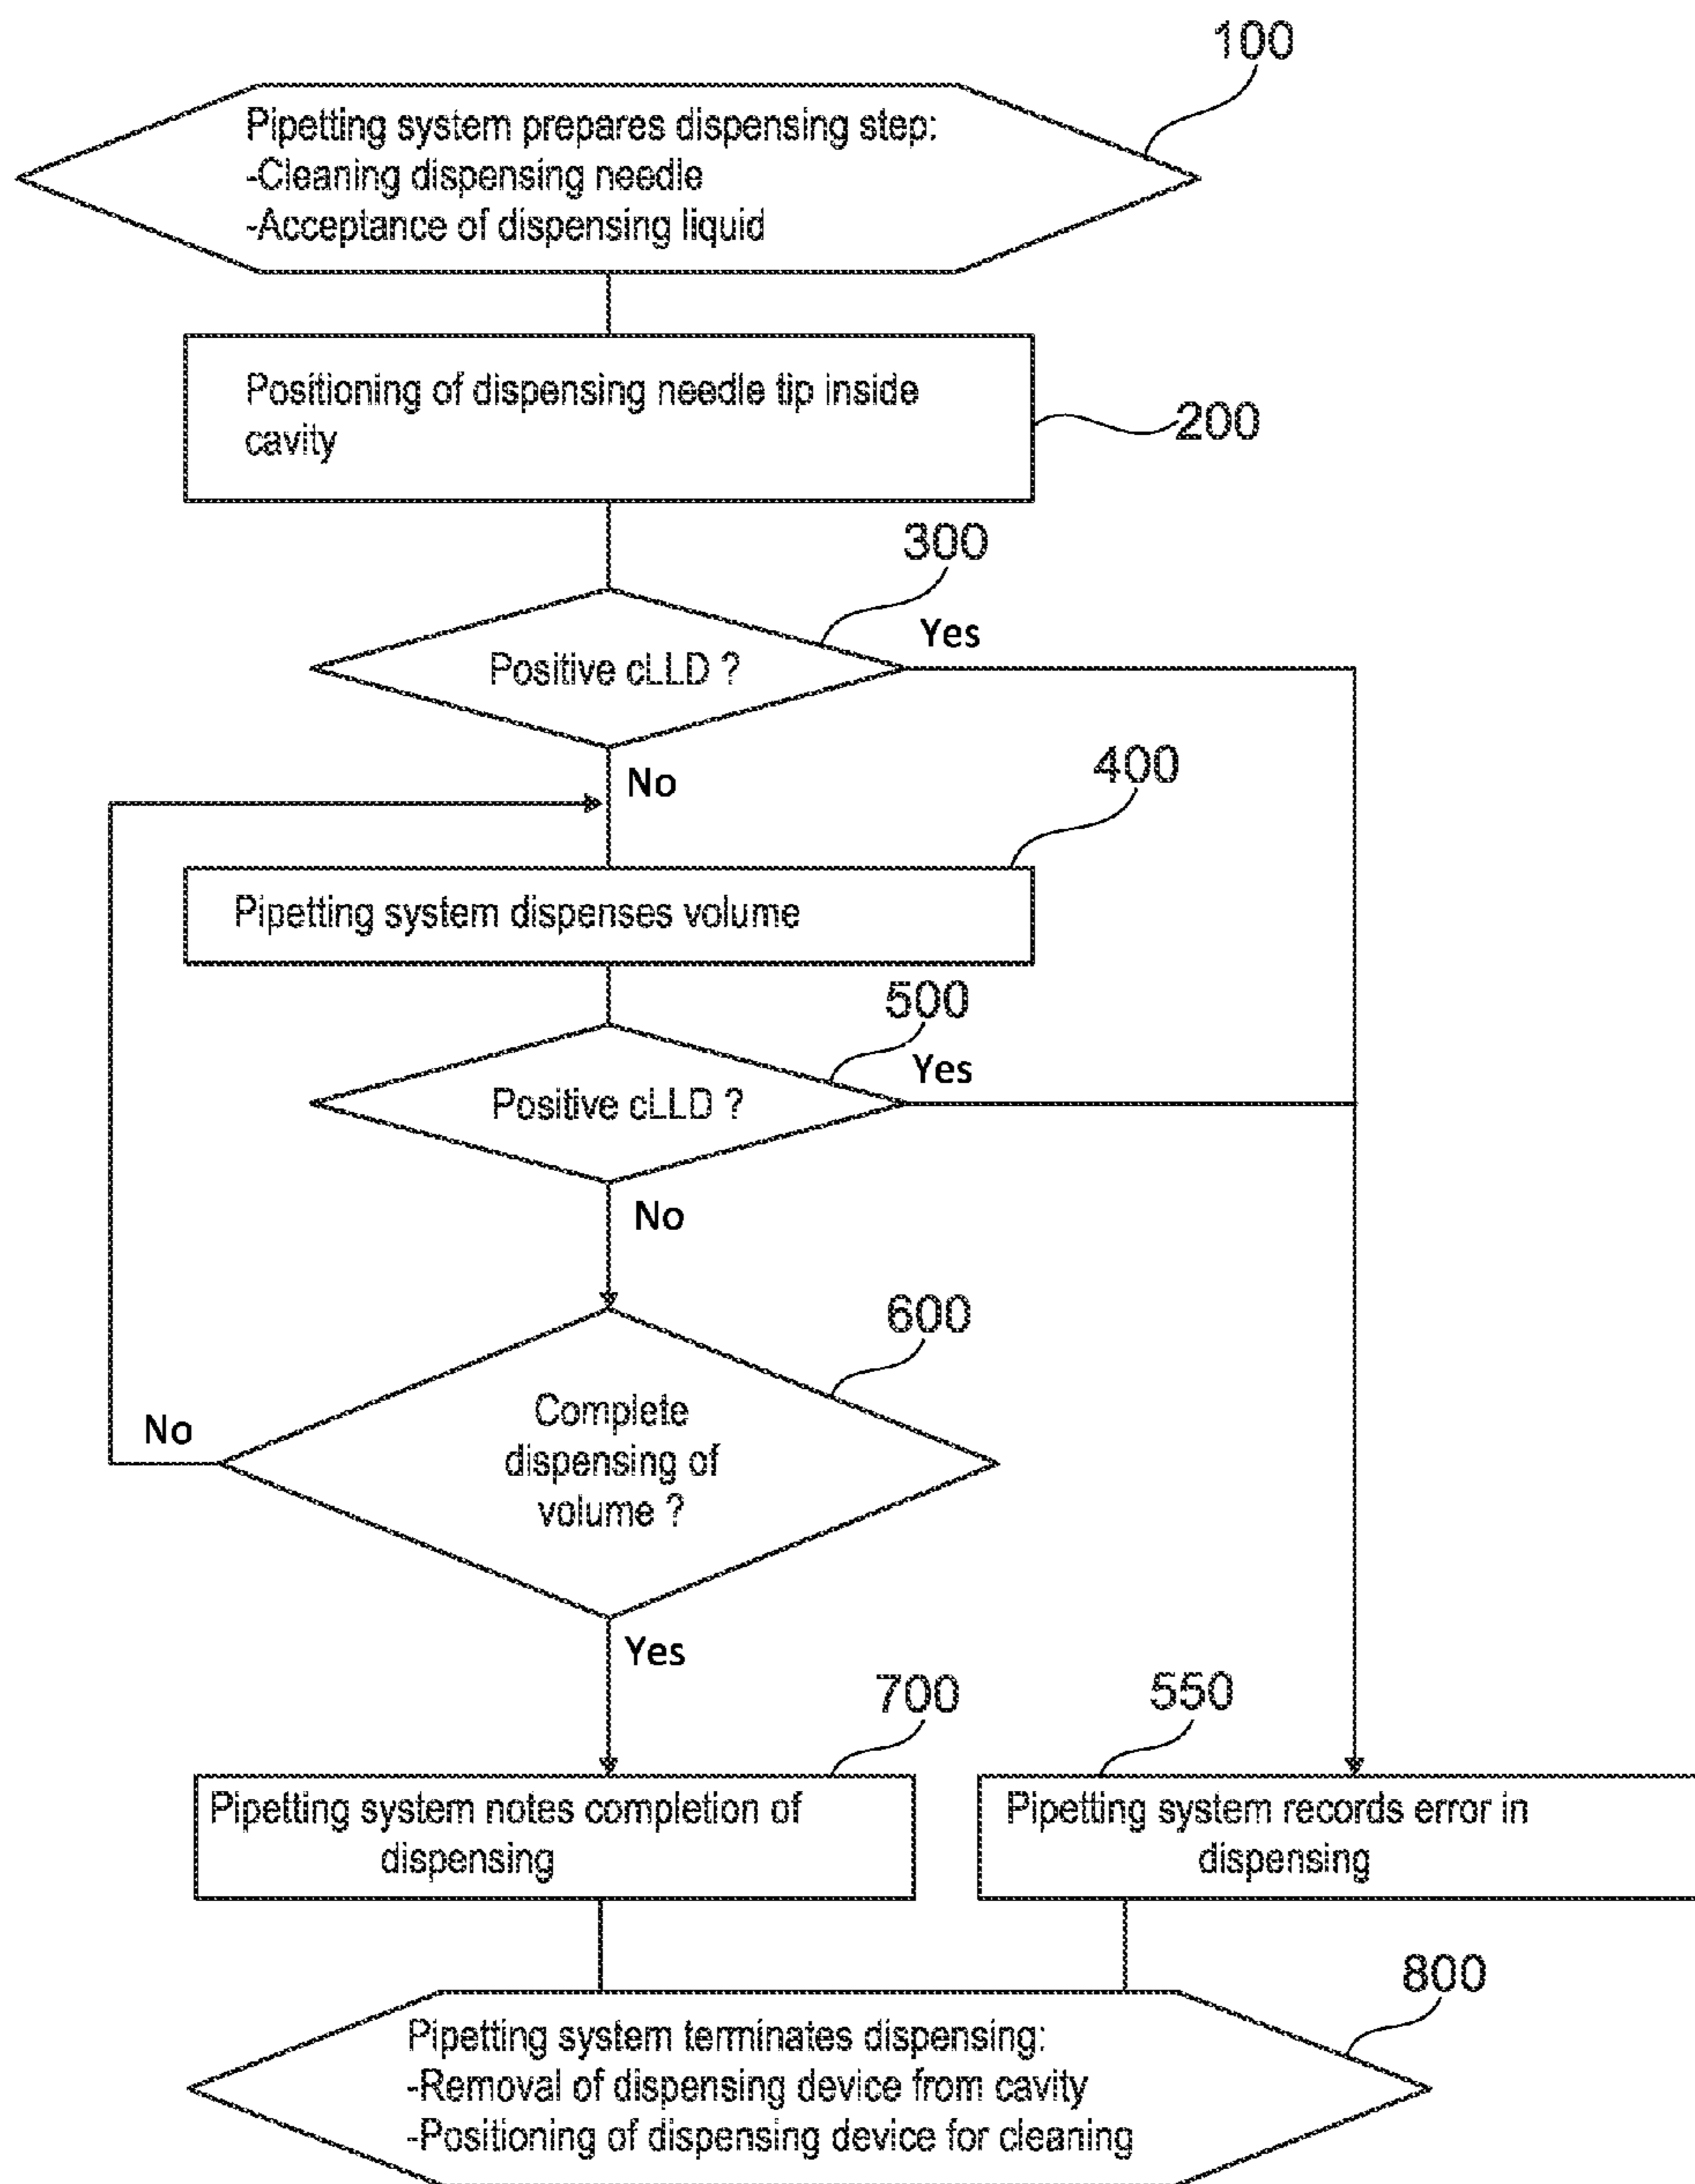 100
Pipetting system prepares dispensing step:
-Cleaning dispensing needle
-Acceptance of dispensing liquid
Positioning of dispensing needle tip inside
cavity
200
300
Positive cLLD ?
Yes
No
400
Pipetting system dispenses volume
500
Positive cLLD ?
Yes
No
600
Complete
dispensing of
volume ?
No
Yes
700
550
Pipetting system notes completion of
dispensing
Pipetting system records error in
dispensing
800
Pipetting system terminates dispensing:
-Removal of dispensing device from cavity
-Positioning of dispensing device for cleaning